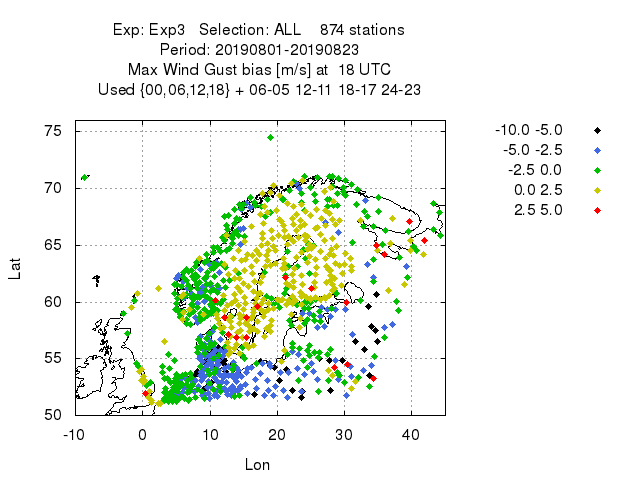 Exp: Exp3 Selection: ALL 874 stations
Period: 20190801-20190823
Max Wind Gust bias [m/s] at 18 UTC
Used {00,06,12,18} + 06-05 12-11 18-17 24-23
-10.0 -5.0
-5.0 -2.5
-2.5 0.0
0.0 2.5
2.5 5.0
75
70
65
60
55
50
Lat
-10 0 10 20 30 40
Lon